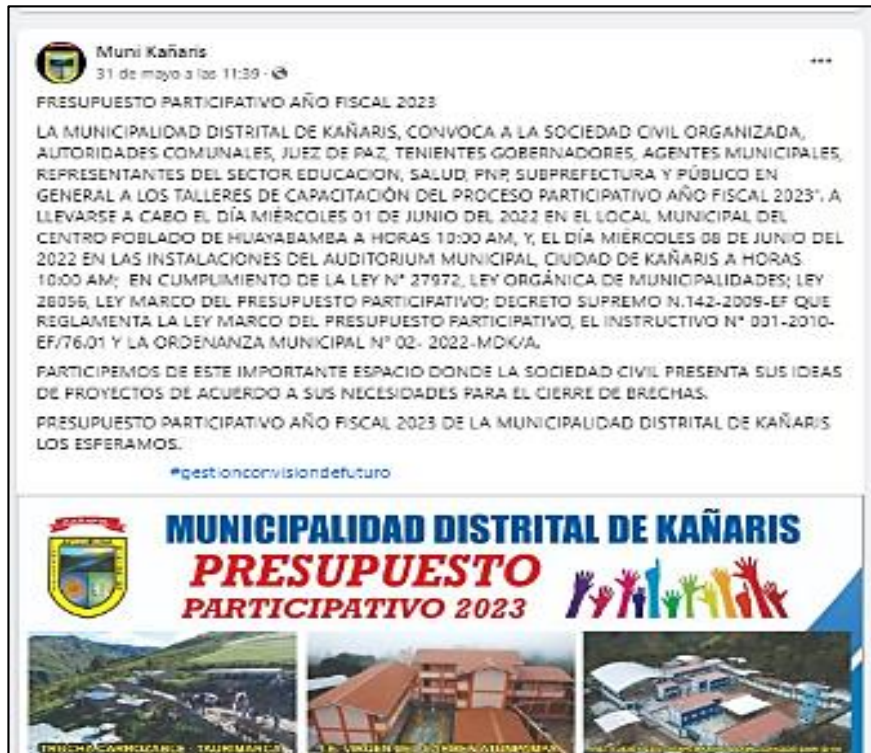 Muni Kañaris
31 de mayo a las 11:39
PRESUPUESTO PARTICIPATIVO AÑO FISCAL 2023
LA MUNICIPALIDAD DISTRITAL DE KAÑARIS, CONVOCA A LA SOCIEDAD CIVIL ORGANIZADA,
AUTORIDADES COMUNALES, JUEZ DE PAZ, TENIENTES GOBERNADORES, AGENTES MUNICIPALES,
REPRESENTANTES DEL SECTOR EDUCACION, SALUD, PNP, SUBPREFECTURA Y PÚBLICO EN
GENERAL A LOS TALLERES DE CAPACITACIÓN DEL PROCESO PARTICIPATIVO AÑO FISCAL 2023". A
LLEVARSE A CABO EL DÍA MIÉRCOLES 01 DE JUNIO DEL 2022 EN EL LOCAL MUNICIPAL DEL
CENTRO POBLADO DE HUAYABAMBA A HORAS 10:00 AM, Y, EL DÍA MIÉRCOLES 08 DE JUNIO DEL
2022 EN LAS INSTALACIONES DEL AUDITORIUM MUNICIPAL, CIUDAD DE KAÑARIS A HORAS
10:00 AM; EN CUMPLIMIENTO DE LA LEY N° 27972, LEY ORGÁNICA DE MUNICIPALIDADES; LEY
28056, LEY MARCO DEL PRESUPUESTO PARTICIPATIVO; DECRETO SUPREMO N.142-2009-EF QUE
REGLAMENTA LA LEY MARCO DEL PRESUPUESTO PARTICIPATIVO, EL INSTRUCTIVO N° 001-2010-
EF/76.01 Y LA ORDENANZA MUNICIPAL N° 02- 2022-MDK/A.
PARTICIPEMOS DE ESTE IMPORTANTE ESPACIO DONDE LA SOCIEDAD CIVIL PRESENTA SUS IDEAS
DE PROYECTOS DE ACUERDO A SUS NECESIDADES PARA EL CIERRE DE BRECHAS.
PRESUPUESTO PARTICIPATIVO AÑO FISCAL 2023 DE LA MUNICIPALIDAD DISTRITAL DE KAÑARIS
LOS ESPERAMOS.
#gestionconvisiondefuturo
MUNICIPALIDAD DISTRITAL DE KAÑARIS
PRESUPUESTO
PARTICIPATIVO 2023
TROCHA CARROZABLE - TAURIMARCA
I.E. VIRGEN DEL CARMEN ATUNPAMPA